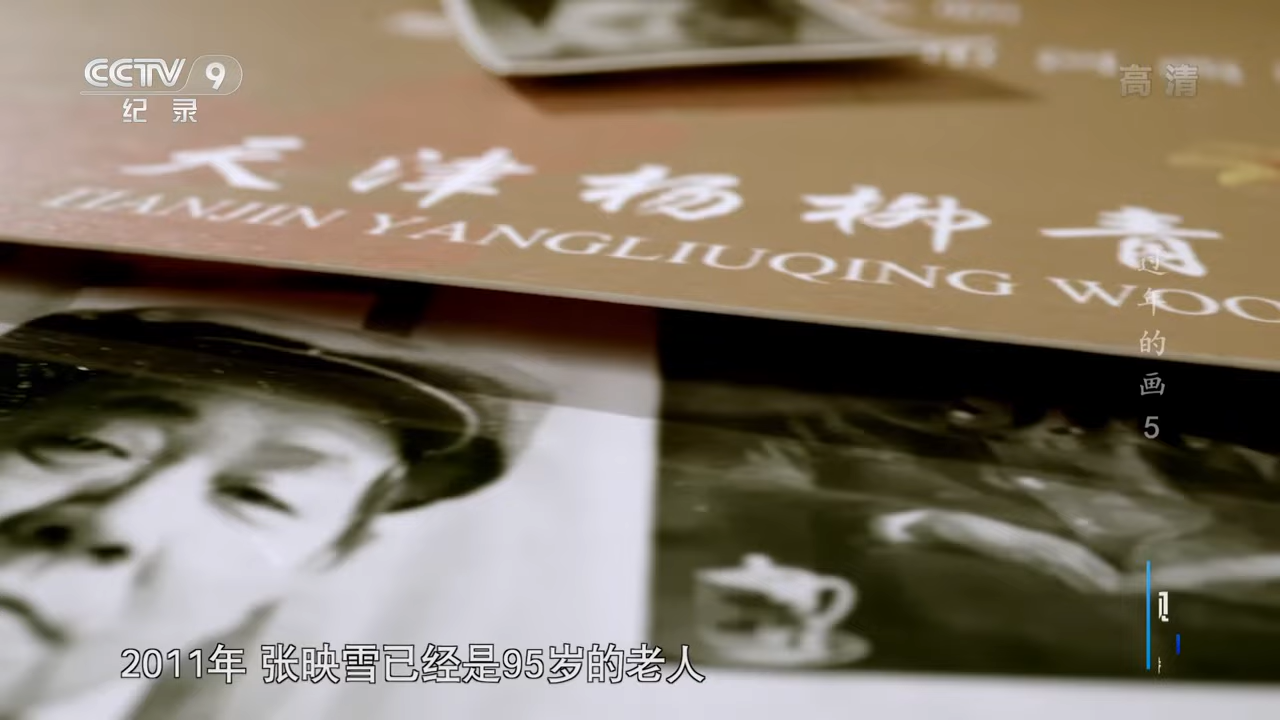 CCTV 9
纪录
高清
天津杨柳青
TIANJIN YANGLIUQING WOO
过年的画 5
2011年 张映雪已经是95岁的老人